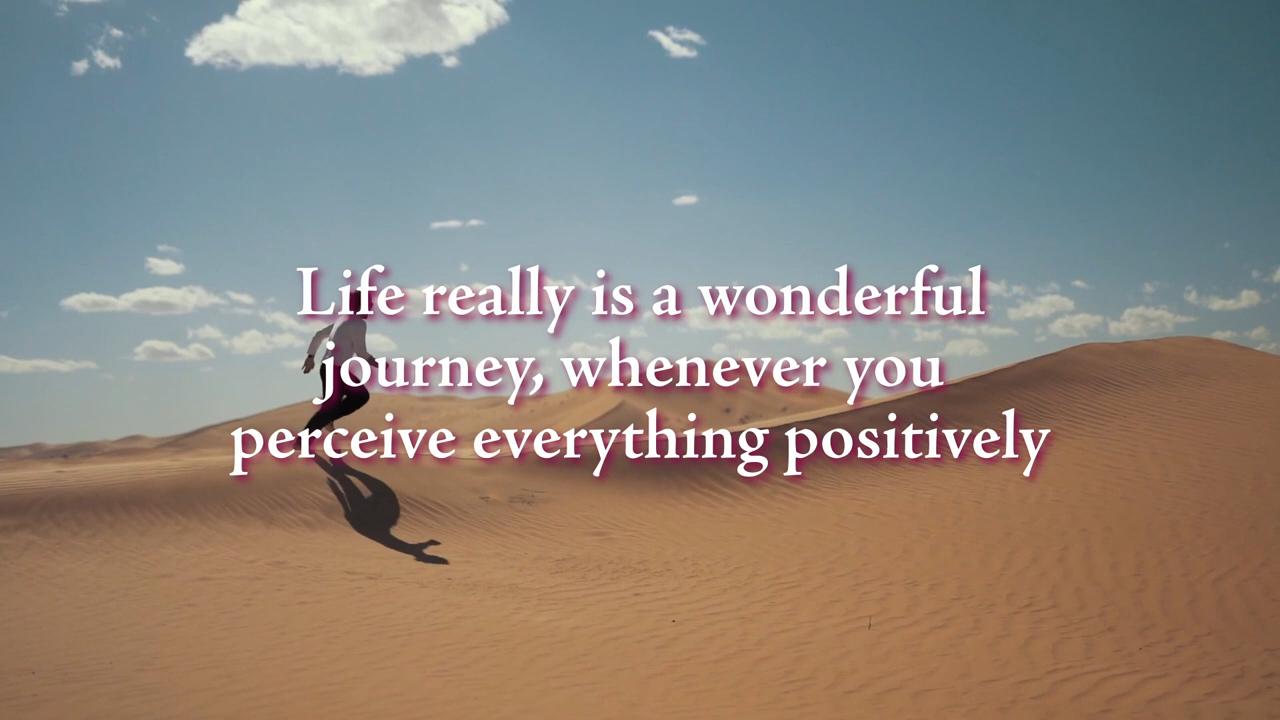 Life really is a wonderful
journey, whenever you
perceive everything positively